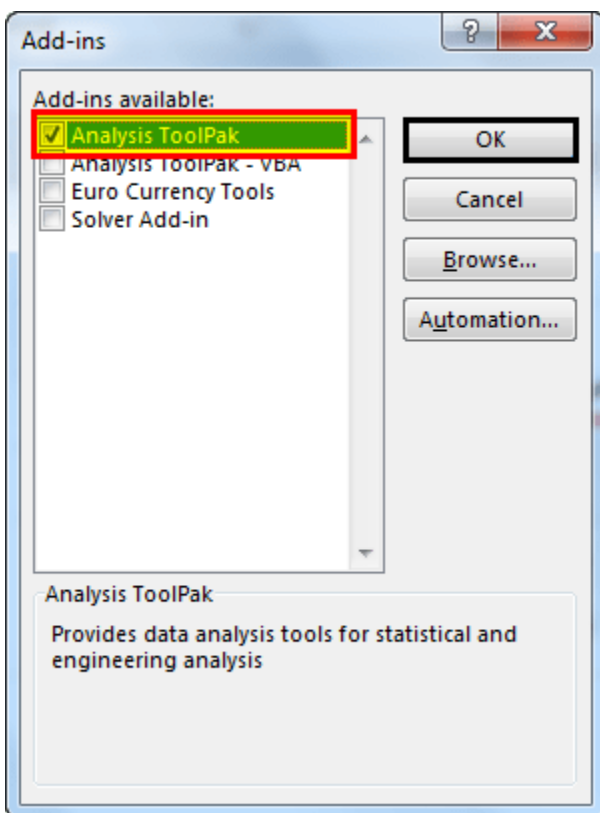 Add-ins
Add-ins available:
Analysis ToolPak
Analysis ToolPak - VBA
Euro Currency Tools
Solver Add-in
OK
Cancel
Browse...
Automation...
Analysis ToolPak
Provides data analysis tools for statistical and
engineering analysis